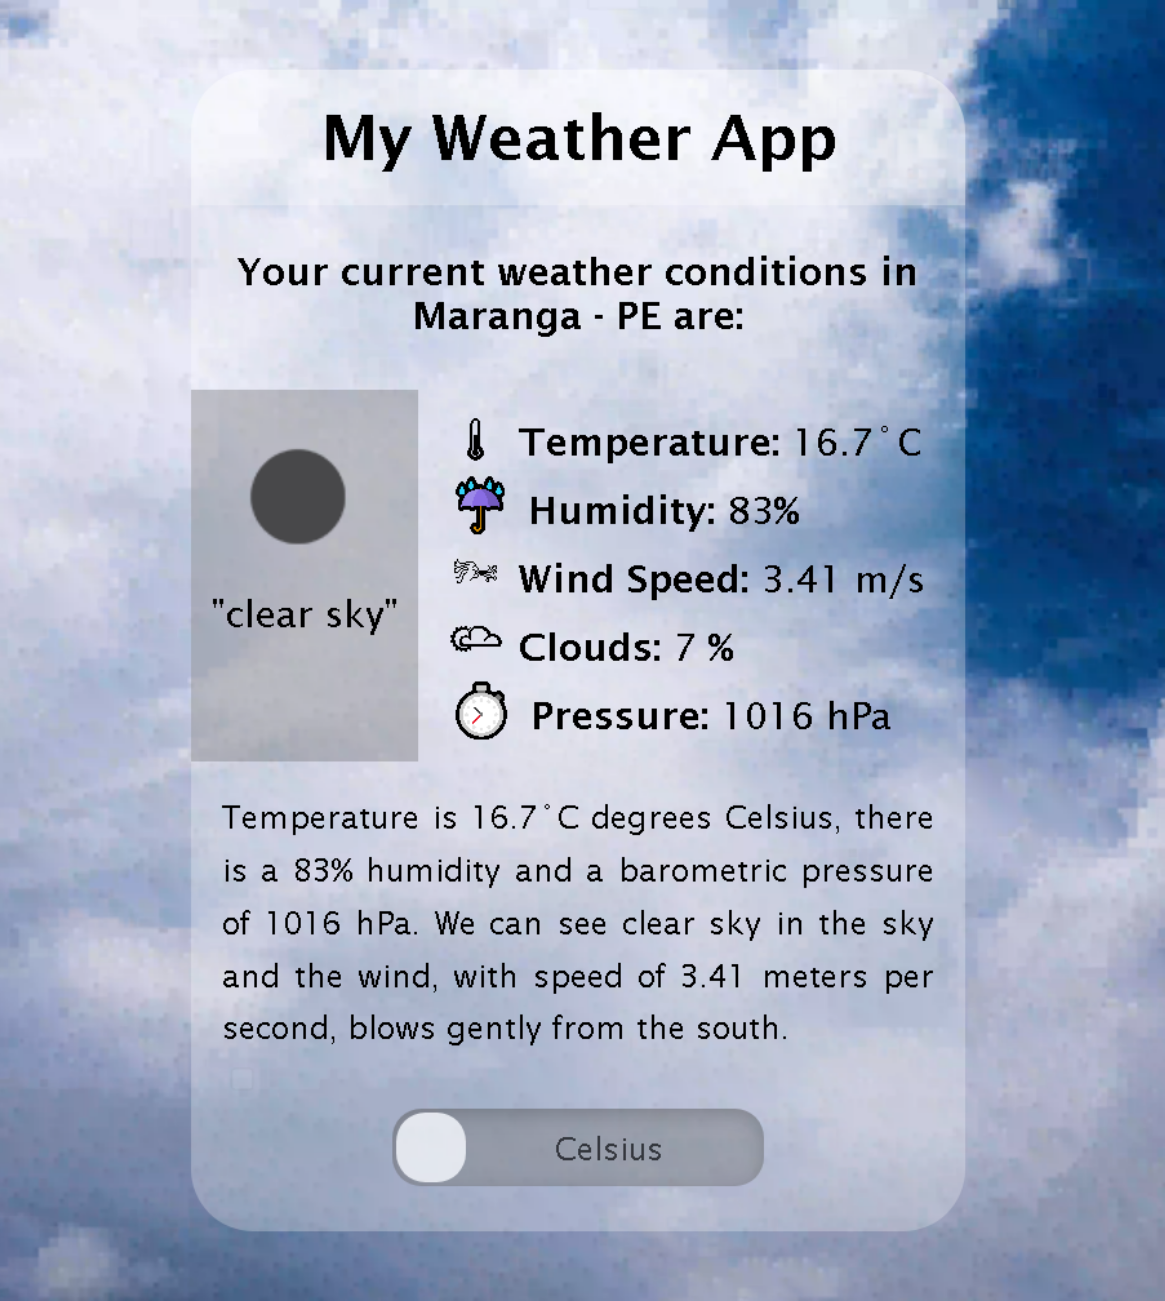 My Weather App
Your current weather conditions in
Maranga - PE are:
"clear sky"
Temperature: 16.7°C
Humidity: 83%
Wind Speed: 3.41 m/s
Clouds: 7 %
Pressure: 1016 hPa
Temperature is 16.7°C degrees Celsius, there
is a 83% humidity and a barometric pressure
of 1016 hPa. We can see clear sky in the sky
and the wind, with speed of 3.41 meters per
second, blows gently from the south.
Celsius